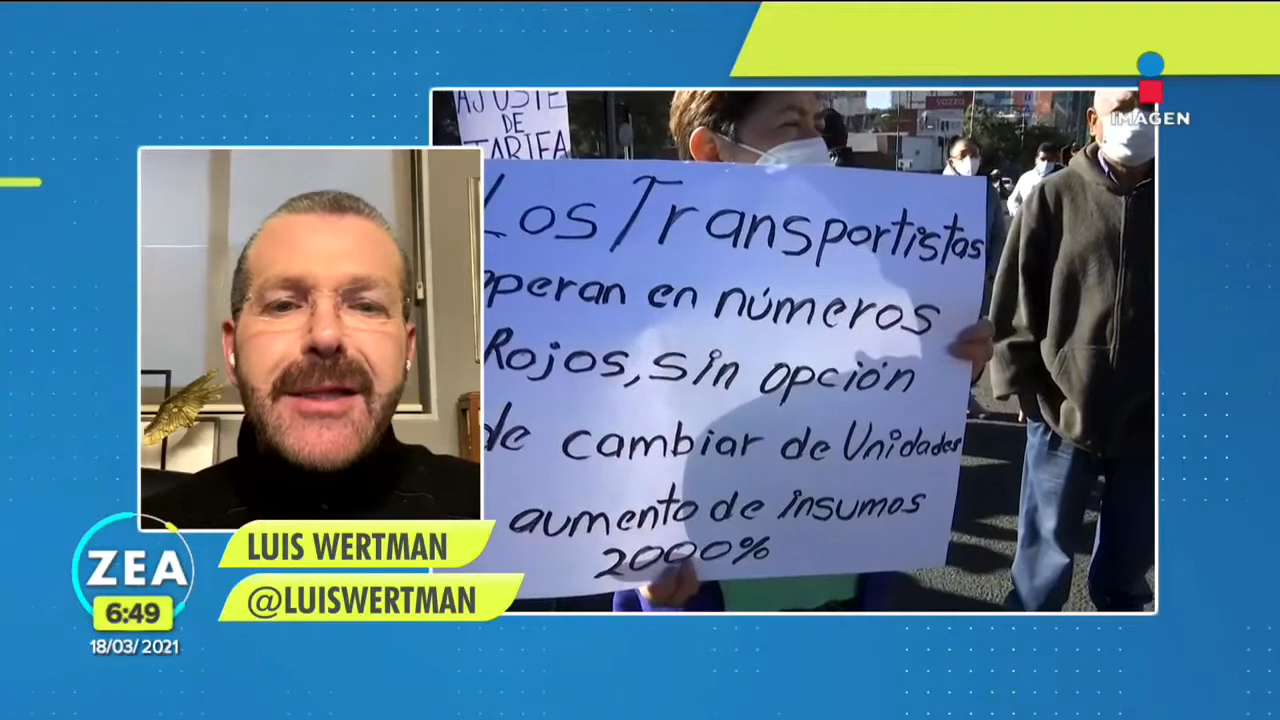 IMAGEN
VAZZO
AJUSTE
DE
TARIFA
Los Transportistas
operan en números
Rojos, sin opción
de cambiar de Unidades
aumento de insumos
2000%
LUIS WERTMAN
@LUISWERTMAN
ZEA
6:49
18/03/2021